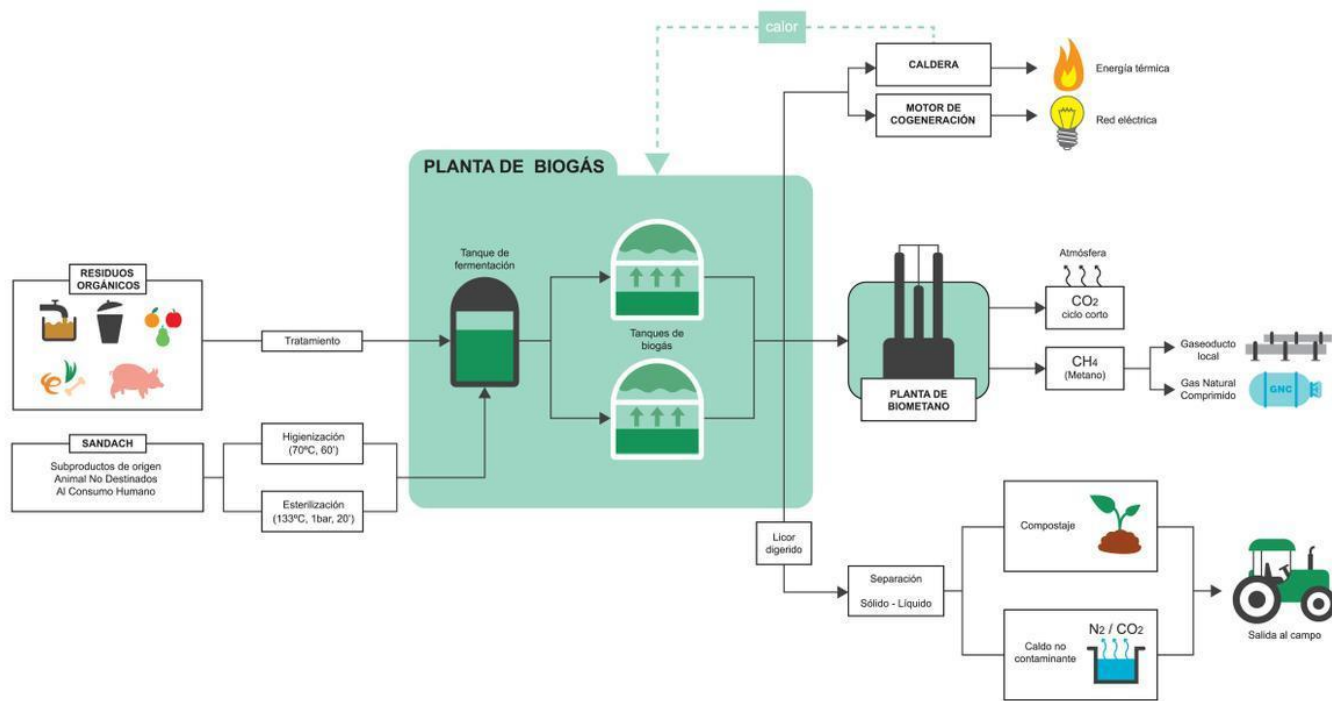 calor
CALDERA
Energía térmica
MOTOR DE
COGENERACIÓN
Red eléctrica
PLANTA DE BIOGÁS
Tanque de
fermentación
Tanques de
biogás
RESIDUOS
ORGÁNICOS
Tratamiento
SANDACH
Subproductos de origen
Animal No Destinados
Al Consumo Humano
Higienización
(70ºC, 60')
Esterilización
(133ºC, 1bar, 20')
PLANTA DE
BIOMETANO
Atmósfera
CO2
ciclo corto
CH4
(Metano)
Gaseoducto
local
Gas Natural
Comprimido
GNC
Licor
digerido
Separación
Sólido - Líquido
Compostaje
Caldo no
contaminante
N2 / CO2
Salida al campo